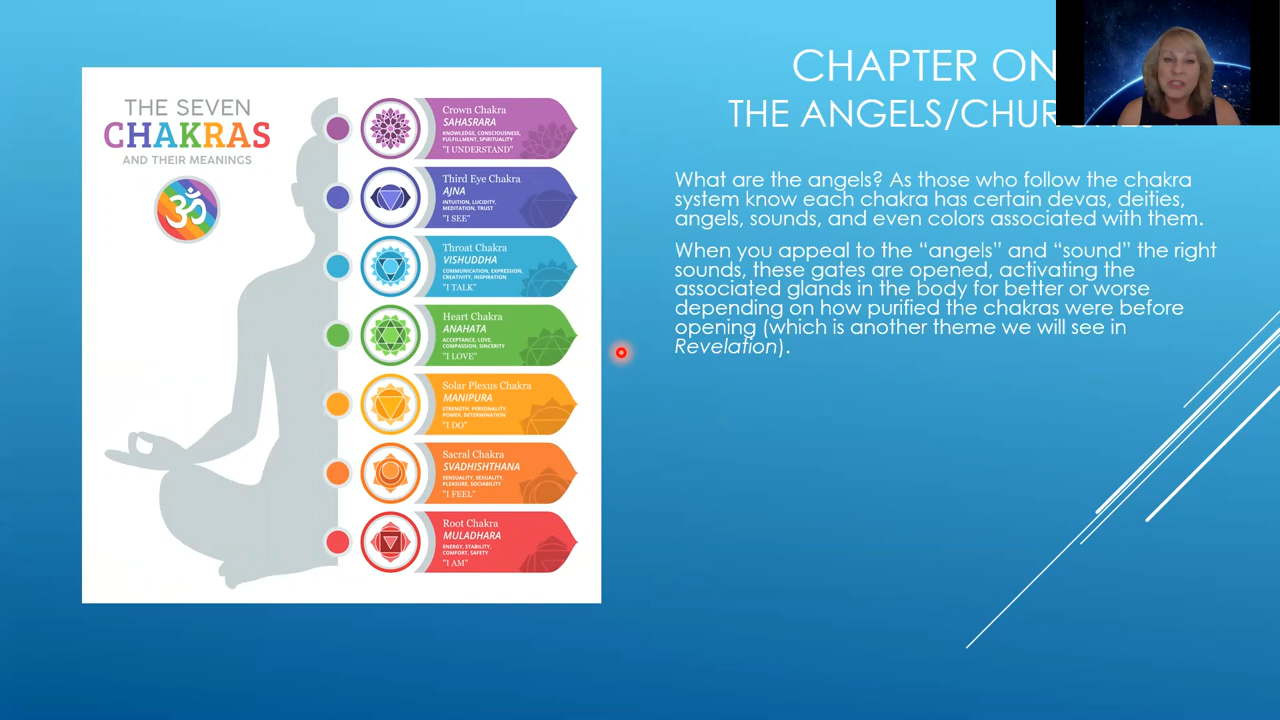 THE SEVEN
CHAKRAS
AND THEIR MEANINGS
ॐ
Crown Chakra
SAHASRARA
KNOWLEDGE, CONSCIOUSNESS,
FULFILLMENT, SPIRITUALITY
"I UNDERSTAND"
Third Eye Chakra
AJNA
INTUITION, LUCIDITY,
MEDITATION, TRUST
"I SEE"
Throat Chakra
VISHUDDHA
COMMUNICATION, EXPRESSION,
CREATIVITY, INSPIRATION
"I TALK"
Heart Chakra
ANAHATA
ACCEPTANCE, LOVE,
COMPASSION, SINCERITY
"I LOVE"
Solar Plexus Chakra
MANIPURA
STRENGTH, PERSONALITY,
POWER, DETERMINATION
"I DO"
Sacral Chakra
SVADHISHTHANA
SENSUALITY, SEXUALITY,
PLEASURE, SOCIABILITY
"I FEEL"
Root Chakra
MULADHARA
ENERGY, STABILITY,
COMFORT, SAFETY
"I AM"
CHAPTER
THE
What are the angels? As those who follow the chakra
system know each chakra has certain devas, deities,
angels, sounds, and even colors associated with them.
When you appeal to the “angels” and “sound” the right
sounds, these gates are opened, activating the
associated glands in the body for better or worse
depending on how purified the chakras were before
opening (which is another theme we will see in
Revelation).